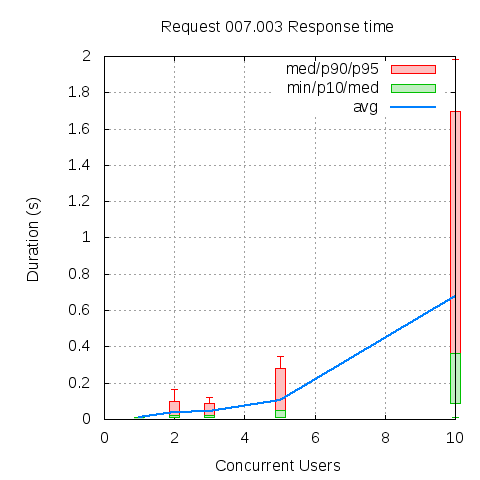 Request 007.003 Response time
med/p90/p95
min/p10/med
avg
2
1.8
1.6
1.4
1.2
1
0.8
0.6
0.4
0.2
0
Duration (s)
0 2 4 6 8 10
Concurrent Users